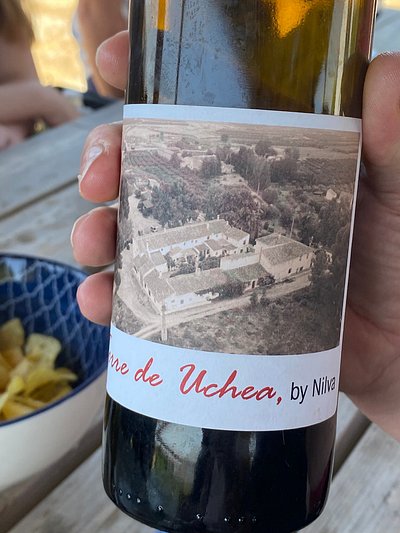 de Uchea, by Nilva